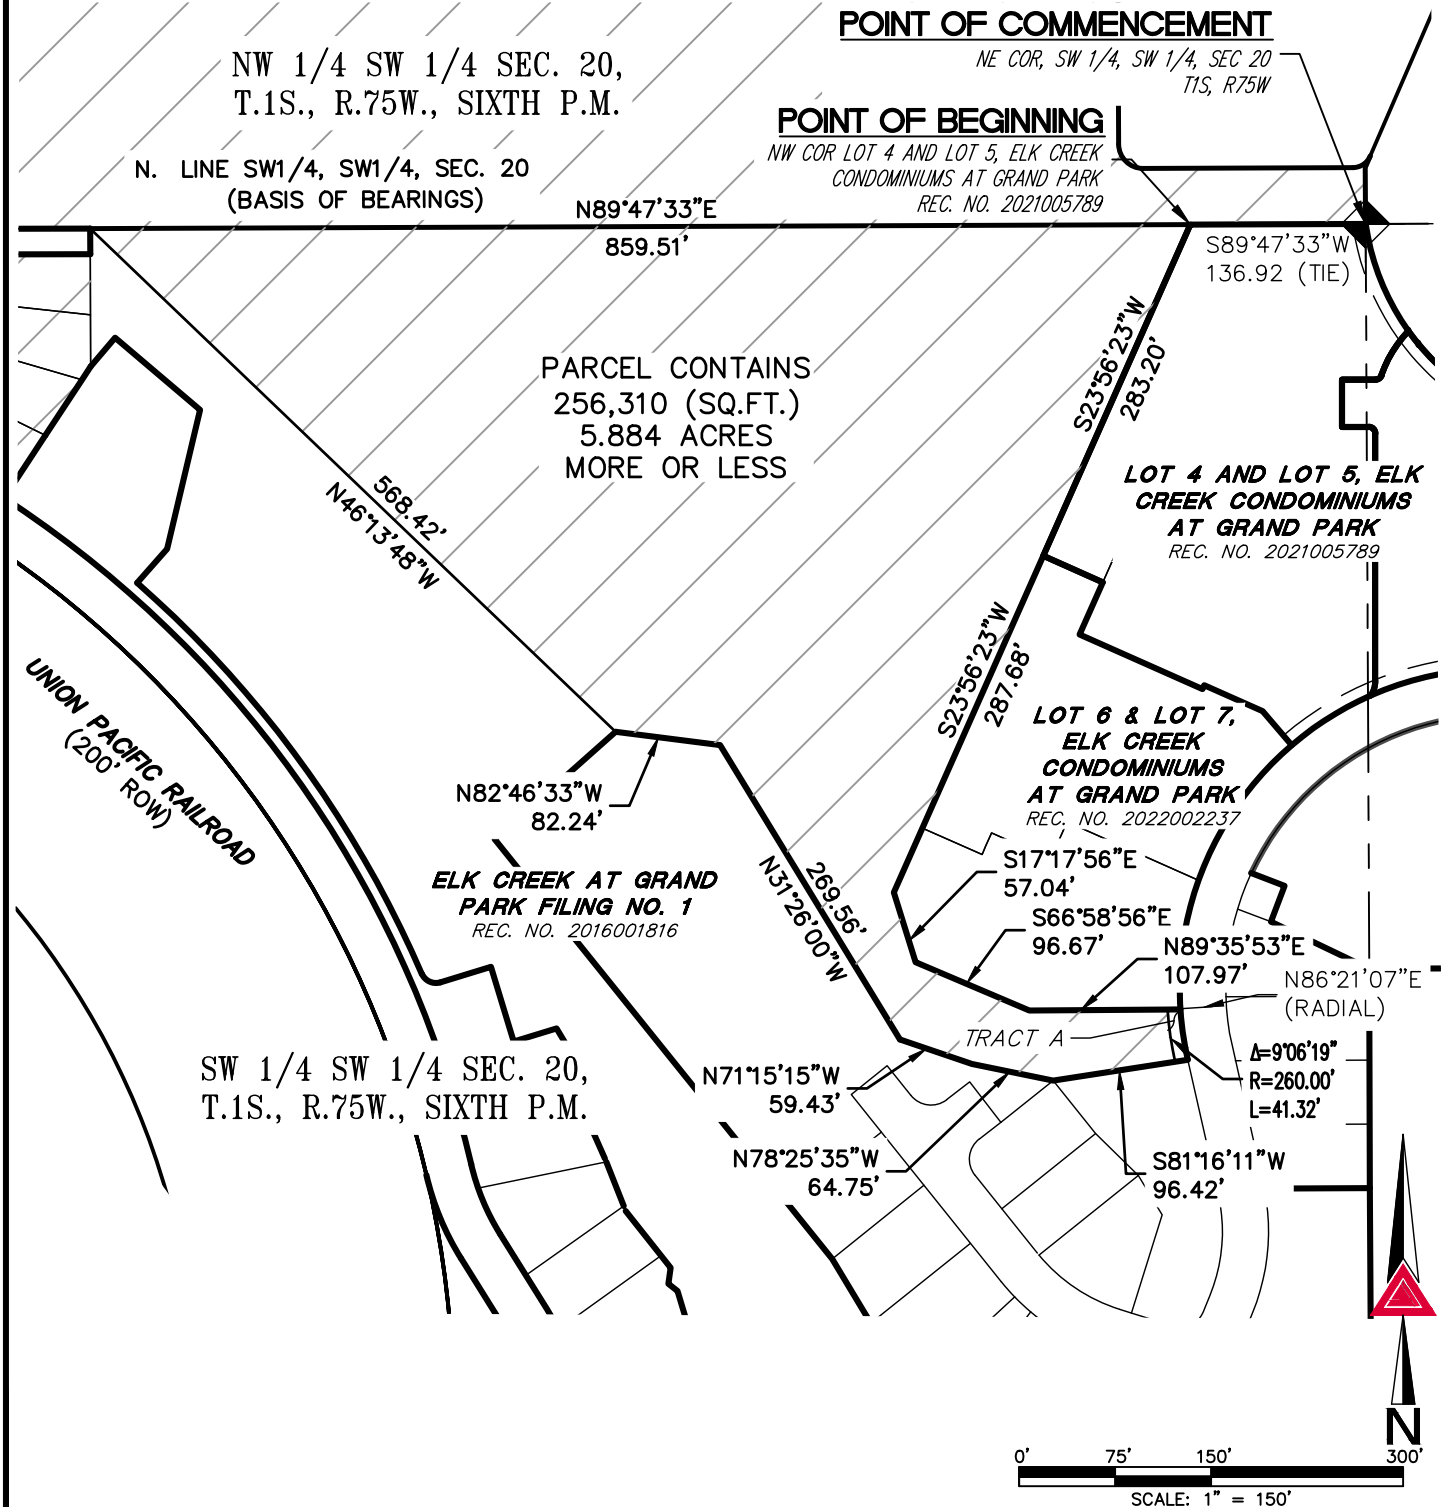 POINT OF COMMENCEMENT
NE COR, SW 1/4, SW 1/4, SEC 20
T1S, R75W
NW 1/4 SW 1/4 SEC. 20,
T.1S., R.75W., SIXTH P.M.
POINT OF BEGINNING
NW COR LOT 4 AND LOT 5, ELK CREEK
CONDOMINIUMS AT GRAND PARK
REC. NO. 2021005789
N. LINE SW1/4, SW1/4, SEC. 20
(BASIS OF BEARINGS)
N89°47'33"E
859.51'
S89°47'33"W
136.92 (TIE)
S23°56'23"W
283.20'
PARCEL CONTAINS
256,310 (SQ.FT.)
5.884 ACRES
MORE OR LESS
568.42'
N46°13'48"W
LOT 4 AND LOT 5, ELK
CREEK CONDOMINIUMS
AT GRAND PARK
REC. NO. 2021005789
S23°56'23"W
287.68'
UNION PACIFIC RAILROAD
(200' ROW)
LOT 6 & LOT 7,
ELK CREEK
CONDOMINIUMS
AT GRAND PARK
REC. NO. 2022002237
N82°46'33"W
82.24'
ELK CREEK AT GRAND
PARK FILING NO. 1
REC. NO. 2016001816
269.56'
N31°26'00"W
S17°17'56"E
57.04'
S66°58'56"E
96.67'
N89°35'53"E
107.97'
N86°21'07"E
(RADIAL)
TRACT A
Δ=9°06'19"
R=260.00'
L=41.32'
SW 1/4 SW 1/4 SEC. 20,
T.1S., R.75W., SIXTH P.M.
N71°15'15"W
59.43'
N78°25'35"W
64.75'
S81°16'11"W
96.42'
N
0' 75' 150' 300'
SCALE: 1" = 150'